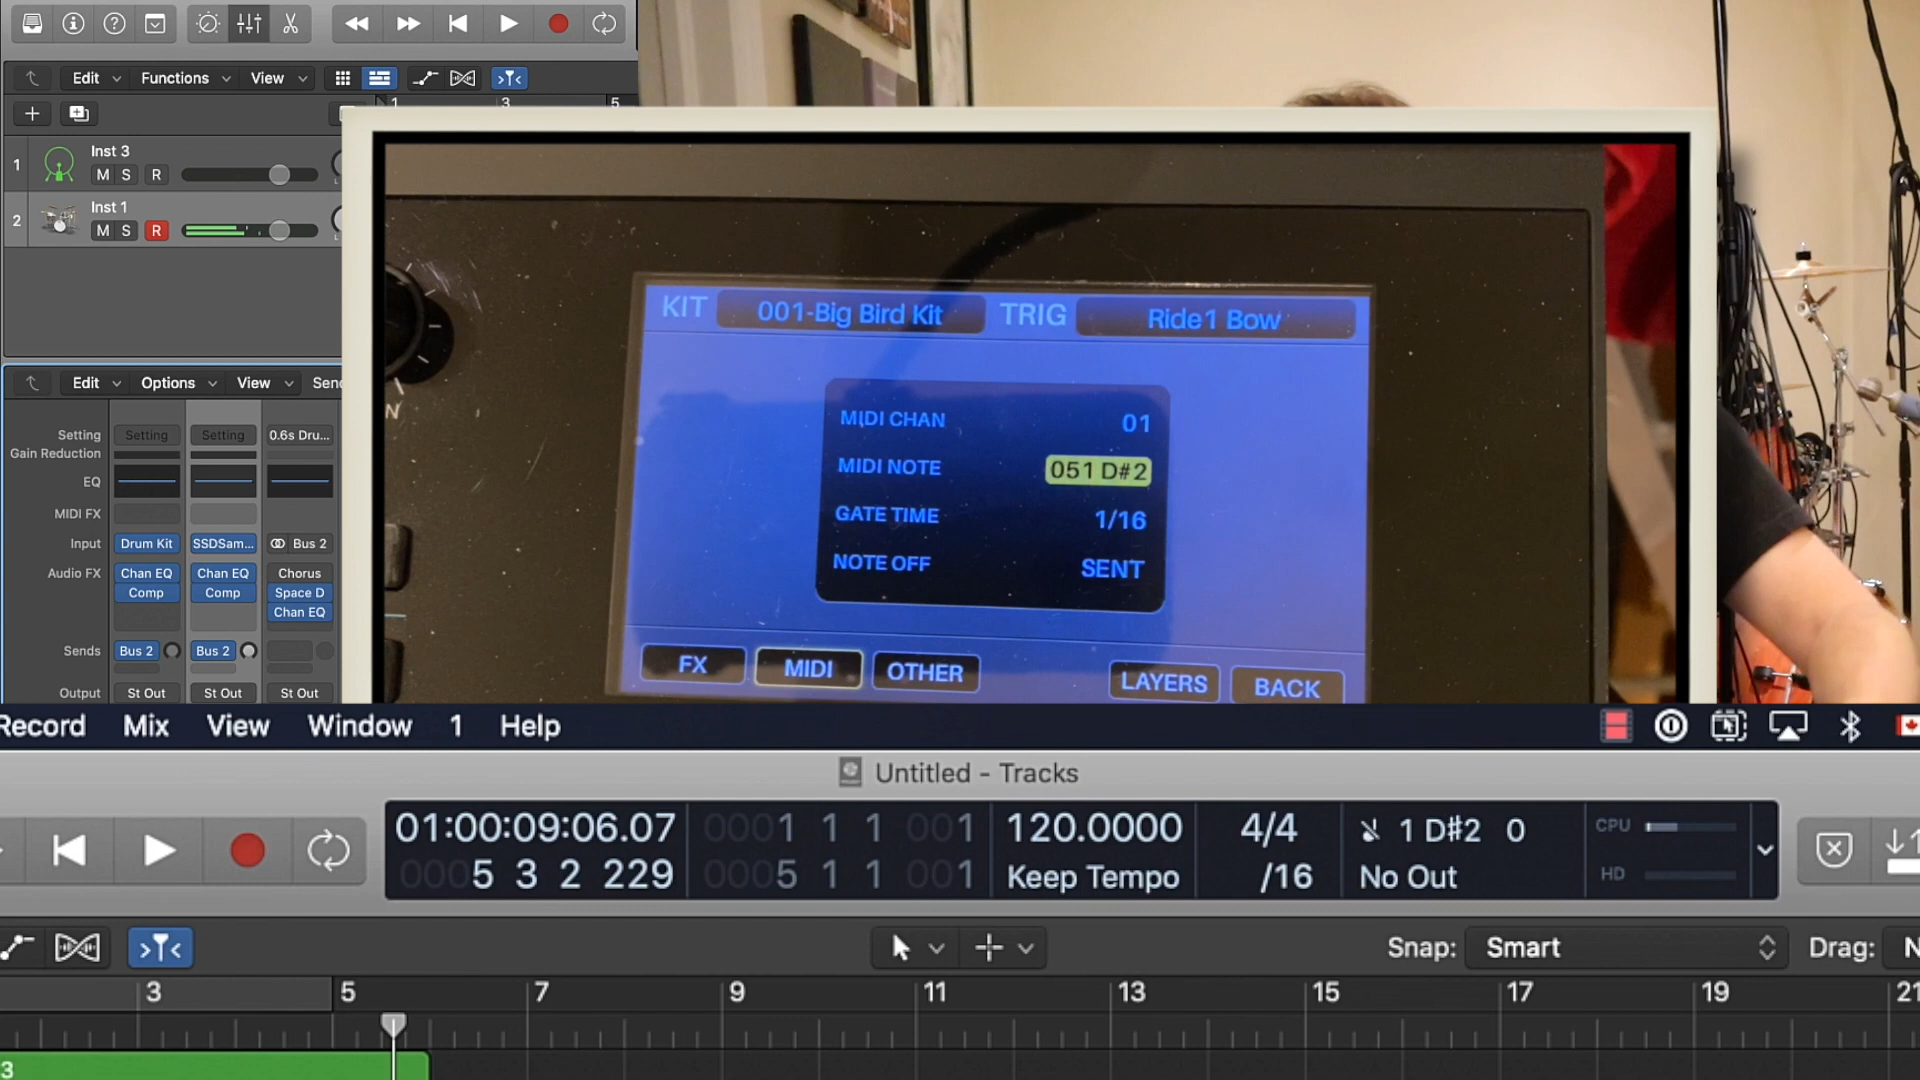 Edit Functions View
1 3 5
1 Inst 3
M S R
2 Inst 1
M S R
Edit Options View
Setting Setting Setting 0.6s Dru...
Gain Reduction
EQ
MIDI FX
Input Drum Kit SSDSam... Bus 2
Audio FX Chan EQ Chan EQ Chorus
Comp Comp Space D
Chan EQ
Sends Bus 2 Bus 2
Output St Out St Out St Out
KIT 001-Big Bird Kit TRIG Ride1 Bow
MIDI CHAN 01
MIDI NOTE 051 D#2
GATE TIME 1/16
NOTE OFF SENT
FX MIDI OTHER LAYERS BACK
Record Mix View Window 1 Help
Untitled - Tracks
01:00:09:06.07 0001 1 1 001 120.0000 4/4 1 D#2 0 CPU
0005 3 2 229 0005 1 1 001 Keep Tempo /16 No Out HD
Snap: Smart Drag:
3 5 7 9 11 13 15 17 19 21
3